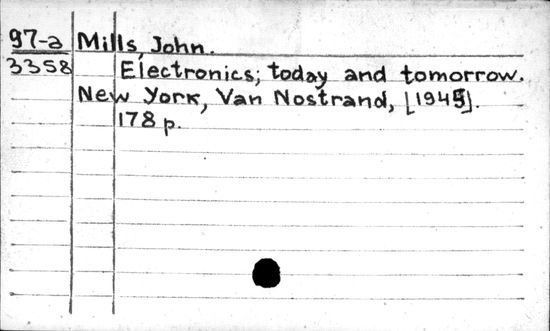 97-a Mills, John.
3358 Electronics; today and tomorrow.
New York, Van Nostrand, [1945].
178 p.